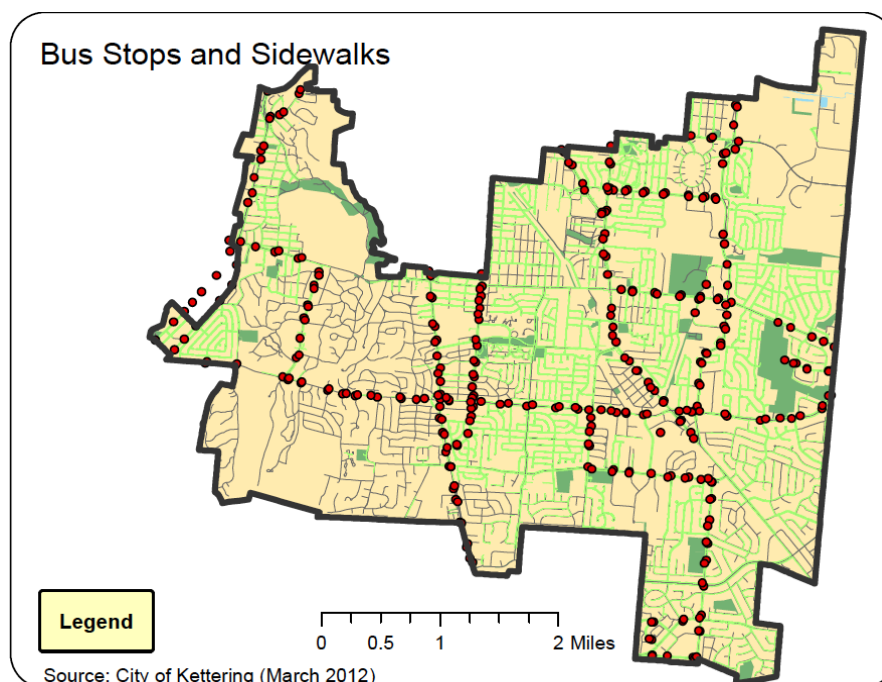 Bus Stops and Sidewalks
Legend
0 0.5 1 2 Miles
Source: City of Kettering (March 2012)